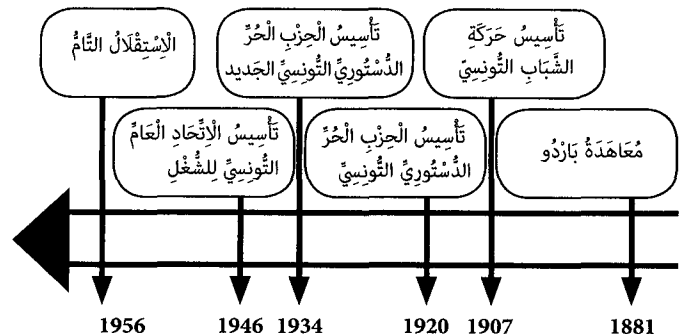 تَأْسِيسُ حَرَكَةِ
الشَّبَابِ التُّونِسِيِّ
تَأْسِيسُ الْحِزْبِ الْحُرِّ
الدُّسْتُورِيِّ التُّونِسِيِّ الجَدِيد
الْاِسْتِقْلَالُ التَّامُّ
مُعَاهَدَةُ بَارْدُو
تَأْسِيسُ الْحِزْبِ الْحُرِّ
الدُّسْتُورِيِّ التُّونِسِيِّ
تَأْسِيسُ الْاِتِّحَادِ الْعَامِّ
التُّونِسِيِّ لِلشُّغْلِ
1881
1907
1920
1934
1946
1956